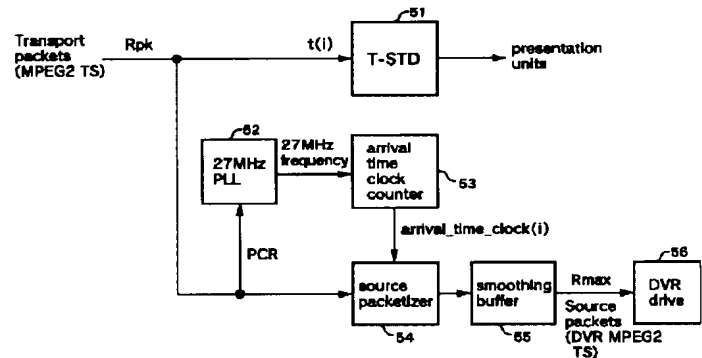 51
Transport
packets
(MPEG2 TS)
Rpk
t(i)
T-STD
presentation
units
52
27MHz
PLL
27MHz
frequency
arrival
time
clock
counter
53
arrival_time_clock(i)
PCR
source
packetizer
54
smoothing
buffer
55
Rmax
Source
packets
(DVR MPEG2
TS)
56
DVR
drive